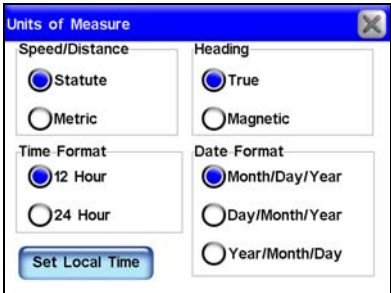 Units of Measure
Speed/Distance
Statute
Metric
Heading
True
Magnetic
Time Format
12 Hour
24 Hour
Date Format
Month/Day/Year
Day/Month/Year
Year/Month/Day
Set Local Time